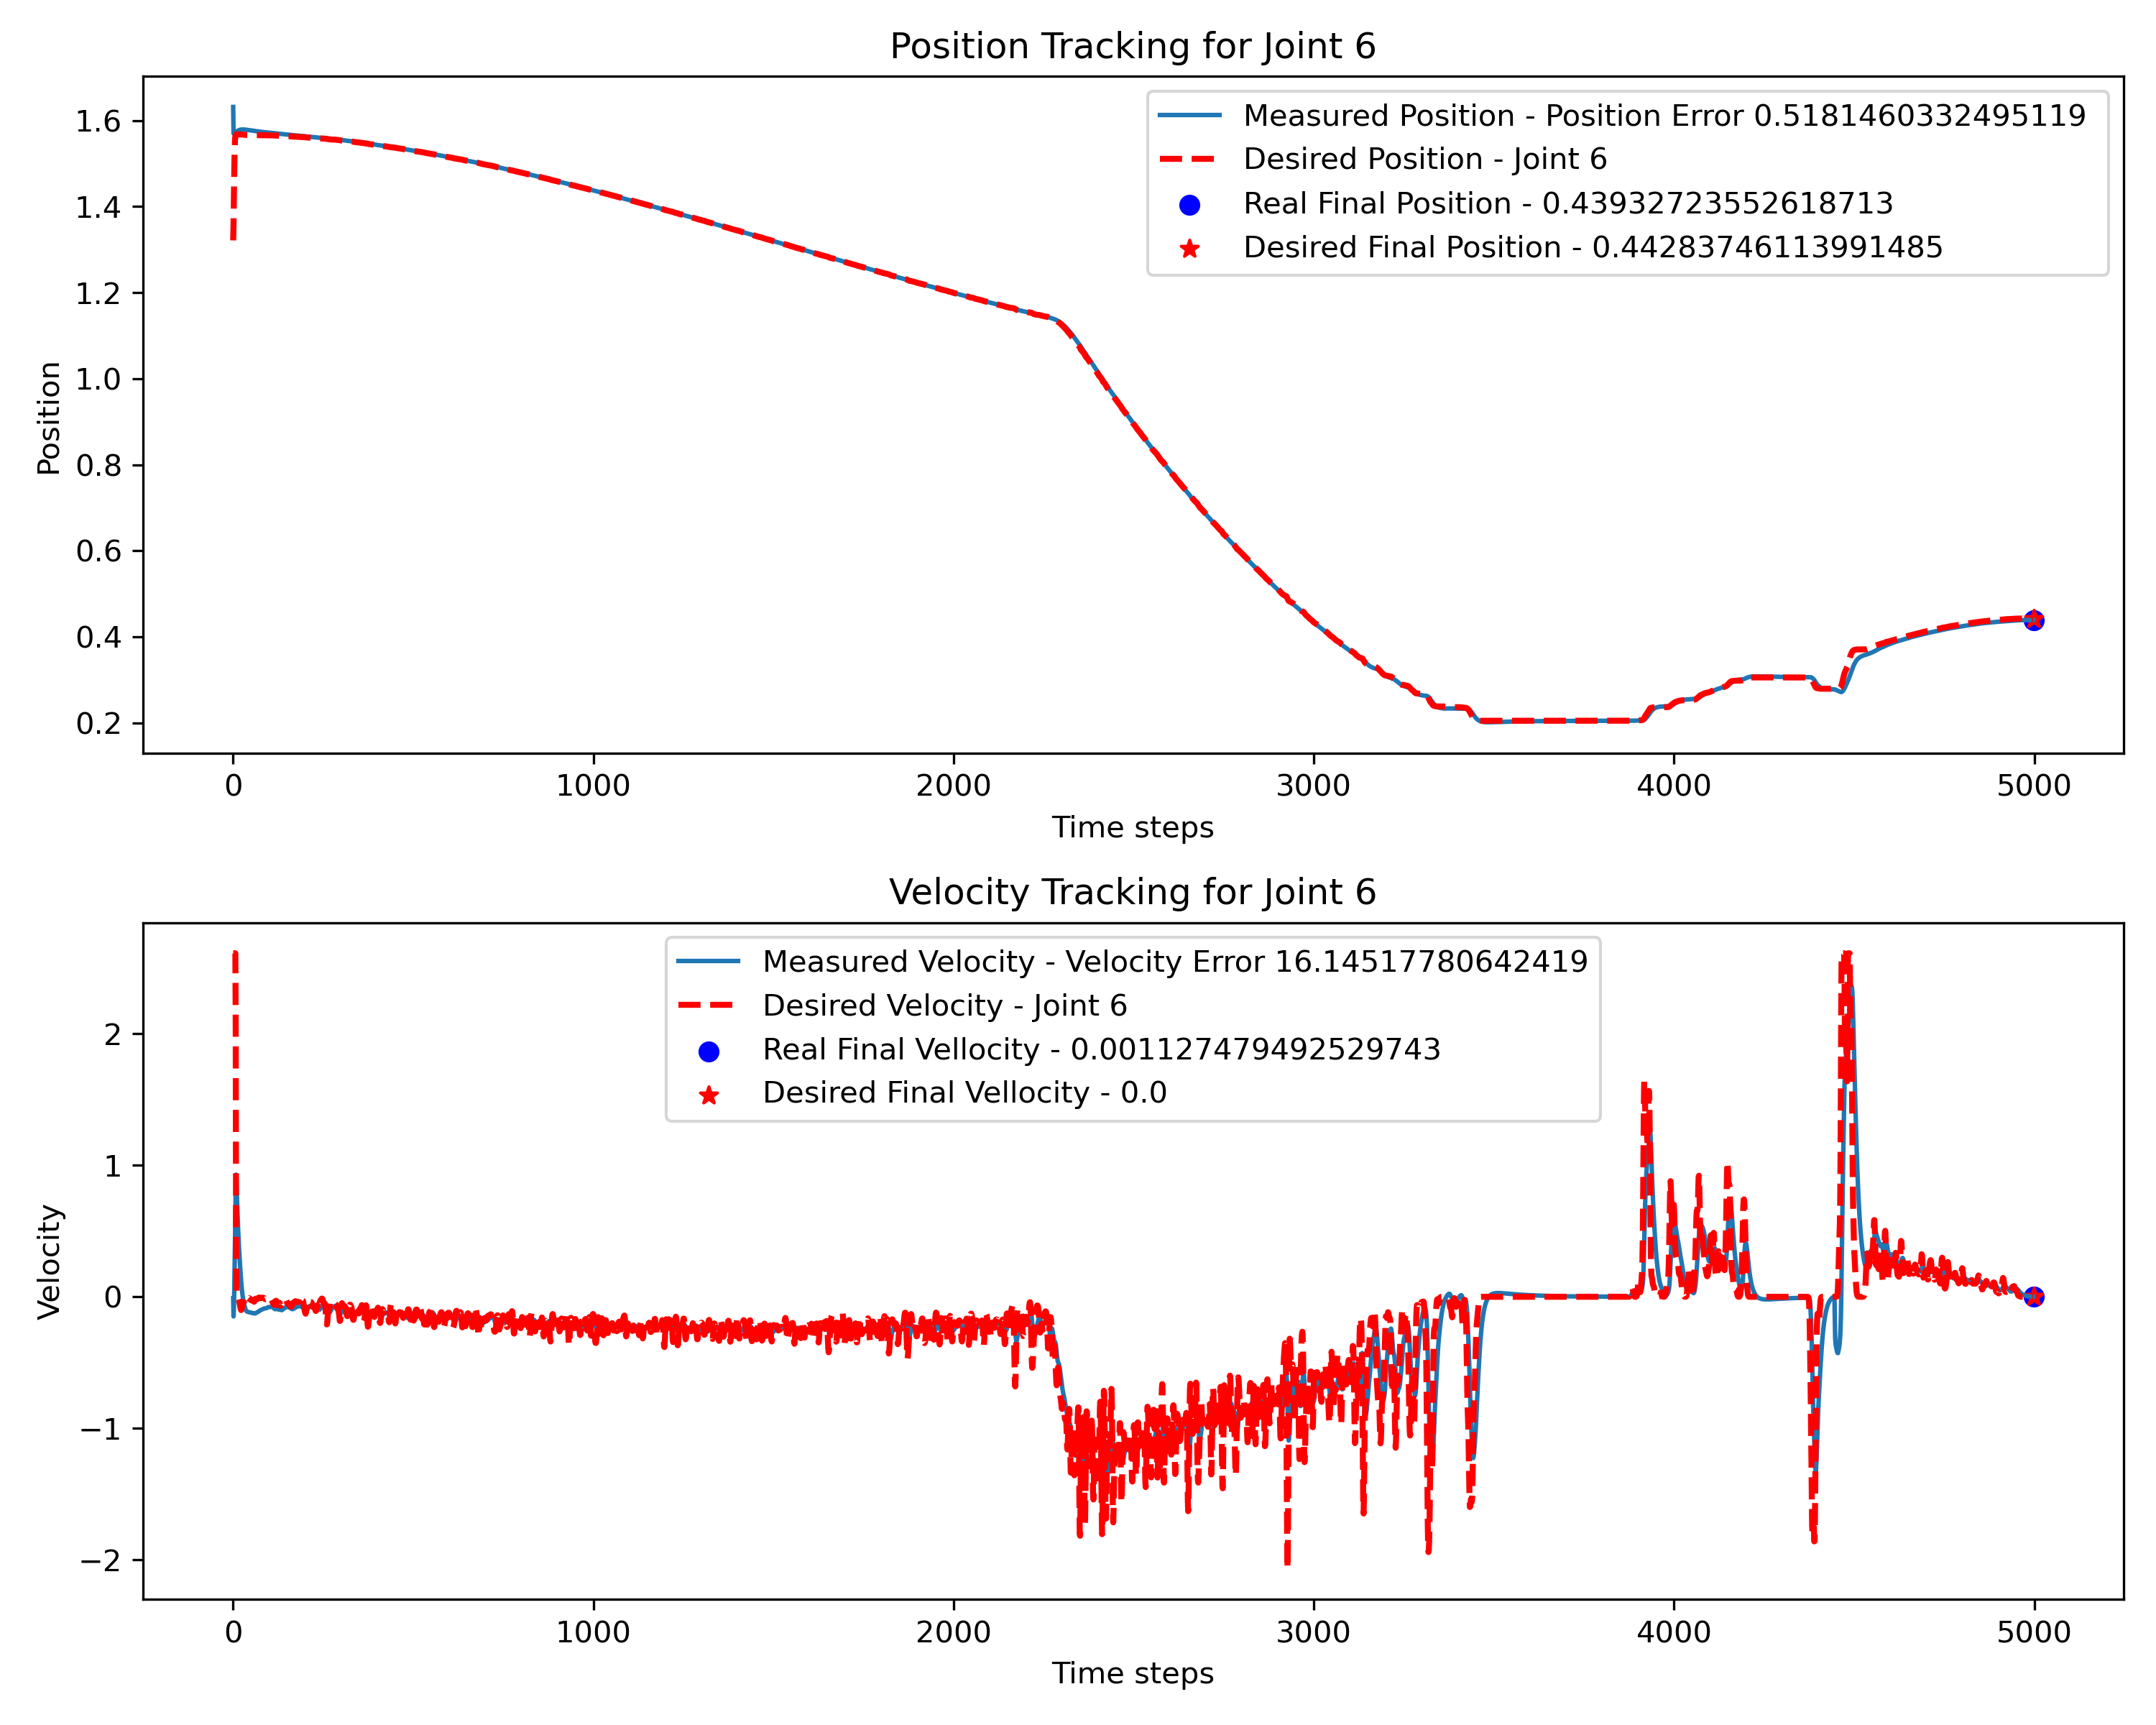 Position Tracking for Joint 6
Measured Position - Position Error 0.5181460332495119
Desired Position - Joint 6
Real Final Position - 0.43932723552618713
Desired Final Position - 0.44283746113991485
Position
1.6
1.4
1.2
1.0
0.8
0.6
0.4
0.2
0 1000 2000 3000 4000 5000
Time steps
Velocity Tracking for Joint 6
Measured Velocity - Velocity Error 16.14517780642419
Desired Velocity - Joint 6
Real Final Vellocity - 0.001127479492529743
Desired Final Vellocity - 0.0
Velocity
2
1
0
−1
−2
0 1000 2000 3000 4000 5000
Time steps